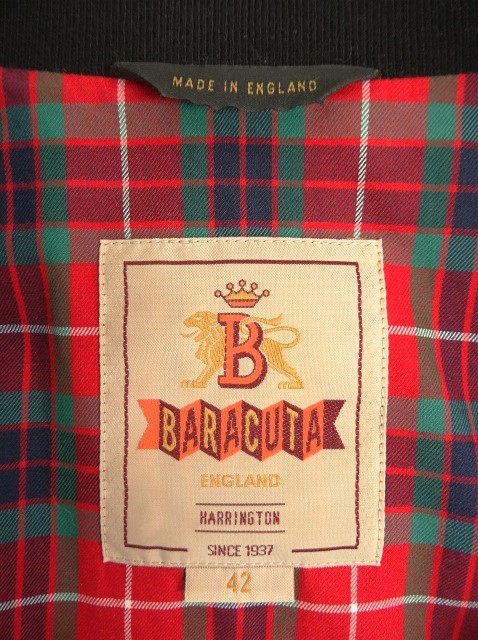 MADE IN ENGLAND
B
BARACUTA
ENGLAND
HARRINGTON
SINCE 1937
42